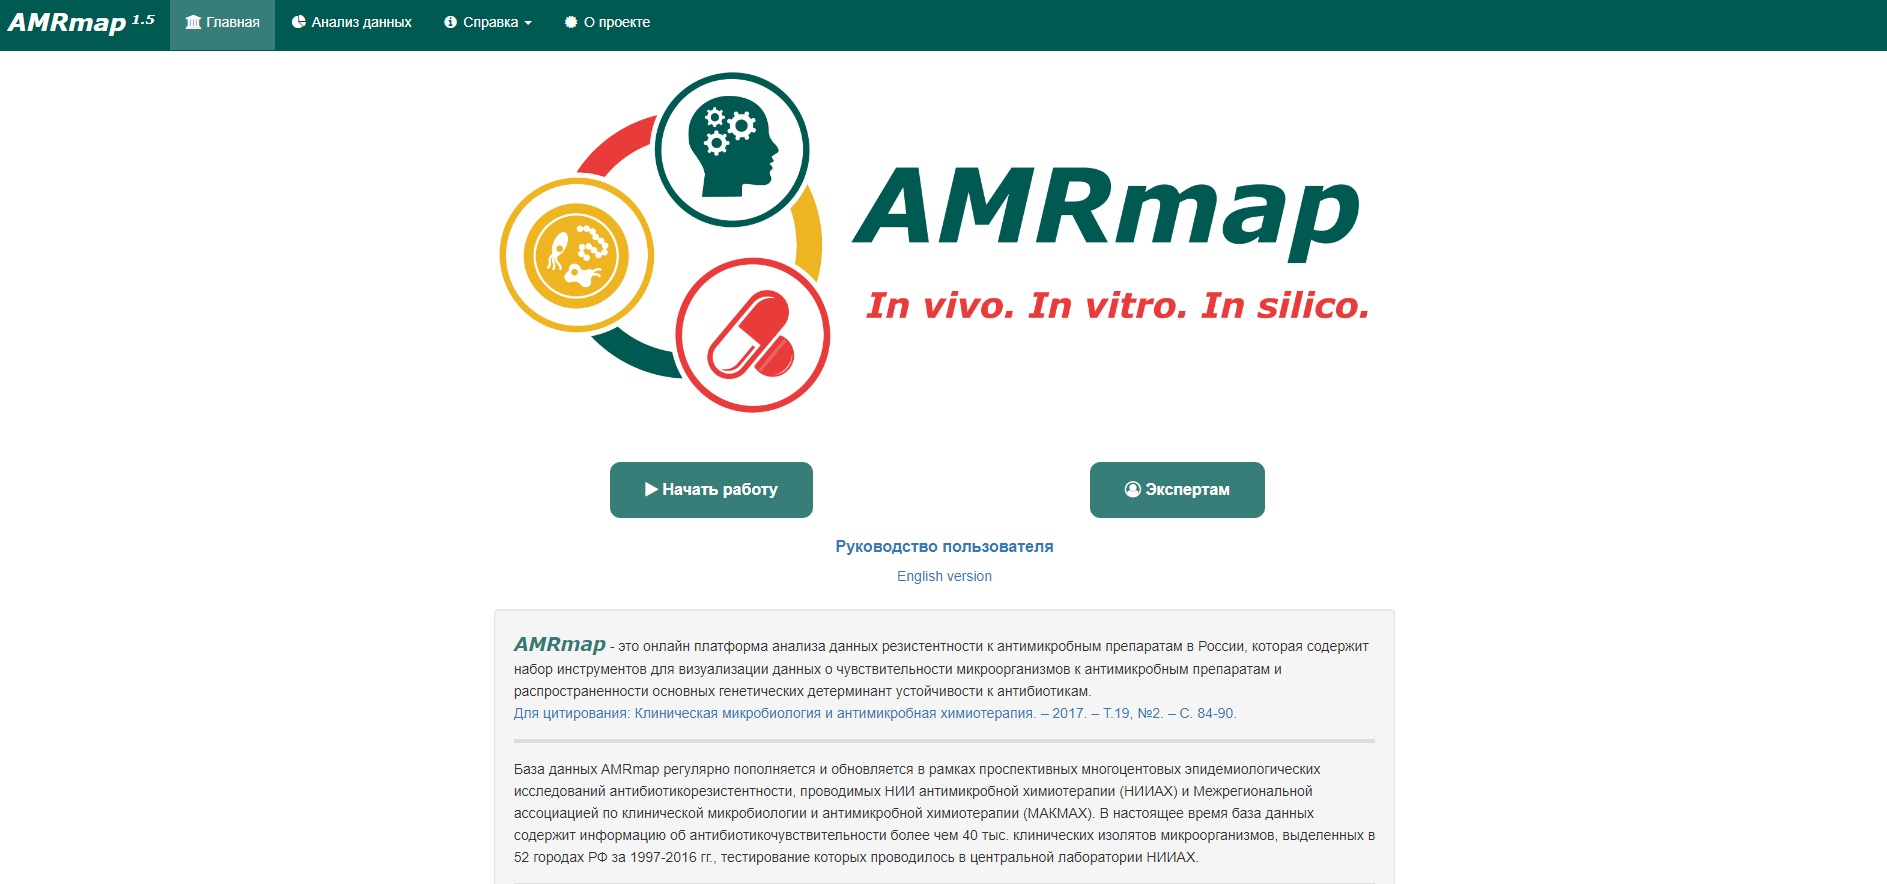 AMRmap 1.5
Главная
Анализ данных
Справка
О проекте
AMRmap
In vivo. In vitro. In silico.
Начать работу
Экспертам
Руководство пользователя
English version
AMRmap - это онлайн платформа анализа данных резистентности к антимикробным препаратам в России, которая содержит
набор инструментов для визуализации данных о чувствительности микроорганизмов к антимикробным препаратам и
распространенности основных генетических детерминант устойчивости к антибиотикам.
Для цитирования: Клиническая микробиология и антимикробная химиотерапия. – 2017. – Т.19, №2. – С. 84-90.
База данных AMRmap регулярно пополняется и обновляется в рамках проспективных многоцентовых эпидемиологических
исследований антибиотикорезистентности, проводимых НИИ антимикробной химиотерапии (НИИАХ) и Межрегиональной
ассоциацией по клинической микробиологии и антимикробной химиотерапии (МАКМАХ). В настоящее время база данных
содержит информацию об антибиотикочувствительности более чем 40 тыс. клинических изолятов микроорганизмов, выделенных в
52 городах РФ за 1997-2016 гг., тестирование которых проводилось в центральной лаборатории НИИАХ.